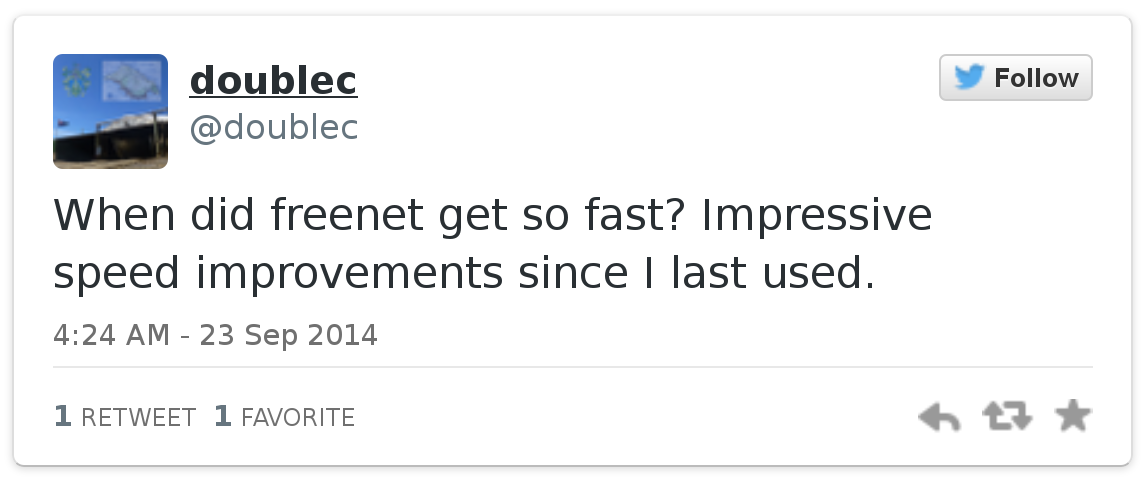 doublec
@doublec
Follow
When did freenet get so fast? Impressive
speed improvements since I last used.
4:24 AM - 23 Sep 2014
1 RETWEET 1 FAVORITE